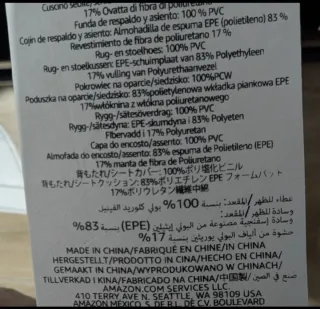 Cuscino sedile/
17% Ovatta di fibra di poliuretano
Funda de respaldo y asiento: 100% PVC
Cojín de respaldo y asiento: Almohadilla de espuma EPE (polietileno) 83 %
Revestimiento de fibra de poliuretano 17 %
Rug- en stoelhoes: 100% PVC
Rug- en stoelkussen: EPE-schuimplaat van 83% Polyethyleen
17% vulling van Polyurethaanvezel
Pokrowiec na oparcie/siedzisko: 100%PCW
Poduszka na oparcie/siedzisko: 83%polietylenowa wkładka piankowa EPE
17%włóknina z włókna poliuretanowego
Rygg-/sätesöverdrag: 100% PVC
Rygg-/sätesdyna: EPE-skumdyna i 83% Polyeten
Fibervadd i 17% Polyuretan
Capa do encosto/assento: 100% PVC
Almofada do encosto/assento: 83% espuma de Polietileno (EPE)
17% manta de fibra de Poliuretano
背もたれ/シートカバー: 100%ポリ塩化ビニル
背もたれ/シートクッション: 83%ポリエチレン EPE フォームパット
17%ポリウレタン繊維中綿
غطاء للظهر /المقعد: بنسبة 100% بولي كلوريد الفينيل
وسادة للظهر/المقعد:
وسادة إسفنجية مصنوعة من البولي إيثيلين (EPE) بنسبة 83%
حشوة من ألياف البولي يوريثين بنسبة 17%
MADE IN CHINA/FABRIQUÉ EN CHINE/IN CHINA
HERGESTELLT/PRODOTTO IN CINA/HECHO EN CHINA/
GEMAAKT IN CHINA/WYPRODUKOWANO W CHINACH/
TILLVERKAD I KINA/FABRICADO NA CHINA/中国製/ صنع في الصين
AMAZON.COM SERVICES LLC.
410 TERRY AVE N. SEATTLE, WA 98109 USA
AMAZON MEXICO, S. DE R.L. DE C.V. BOULEVARD